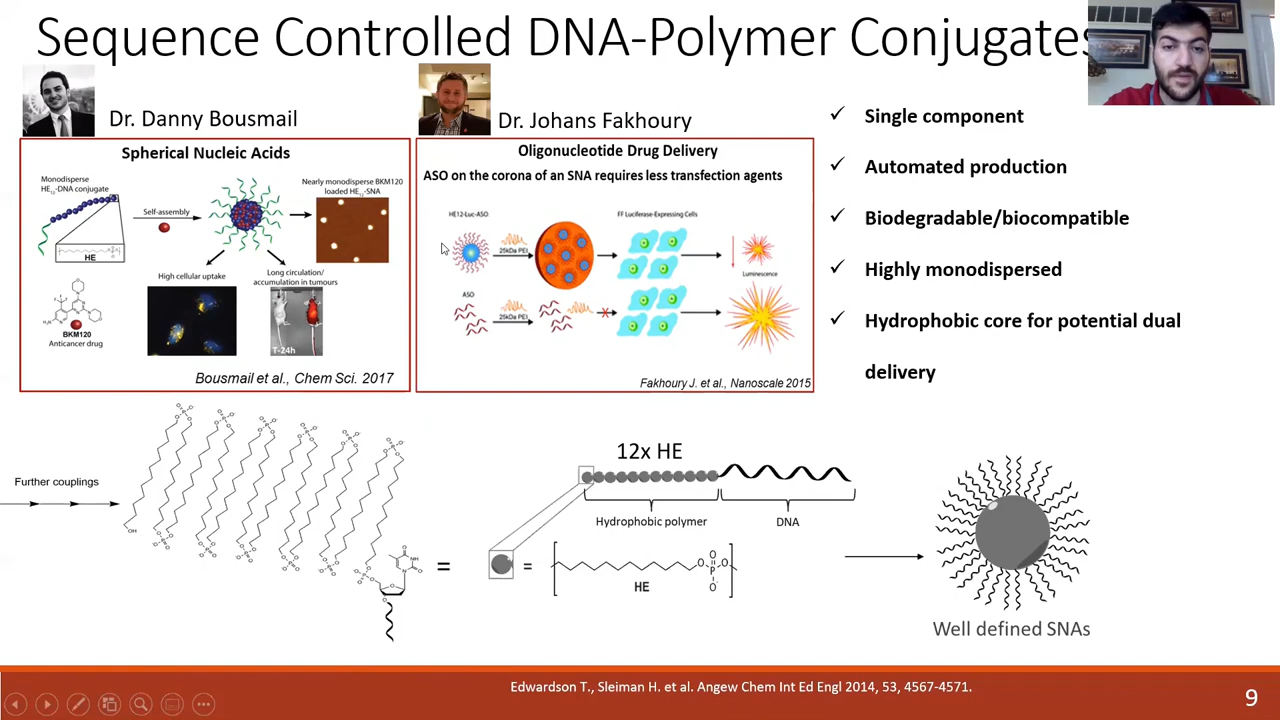 Sequence Controlled DNA-Polymer Conjugates
Dr. Danny Bousmail
Dr. Johans Fakhoury
Spherical Nucleic Acids
Monodisperse
HE12-DNA conjugate
Self-assembly
Nearly monodisperse BKM120
loaded HE12-SNA
HE
High cellular uptake
Long circulation/
accumulation in tumours
BKM120
Anticancer drug
T-24h
Bousmail et al., Chem Sci. 2017
Oligonucleotide Drug Delivery
ASO on the corona of an SNA requires less transfection agents
HE12-Luc-ASO
FF Luciferase-Expressing Cells
25kDa PEI
Luminescence
ASO
25kDa PEI
Fakhoury J. et al., Nanoscale 2015
✓ Single component
✓ Automated production
✓ Biodegradable/biocompatible
✓ Highly monodispersed
✓ Hydrophobic core for potential dual
delivery
Further couplings
OH
=
12x HE
Hydrophobic polymer
DNA
=
HE
Well defined SNAs
Edwardson T., Sleiman H. et al. Angew Chem Int Ed Engl 2014, 53, 4567-4571.
9